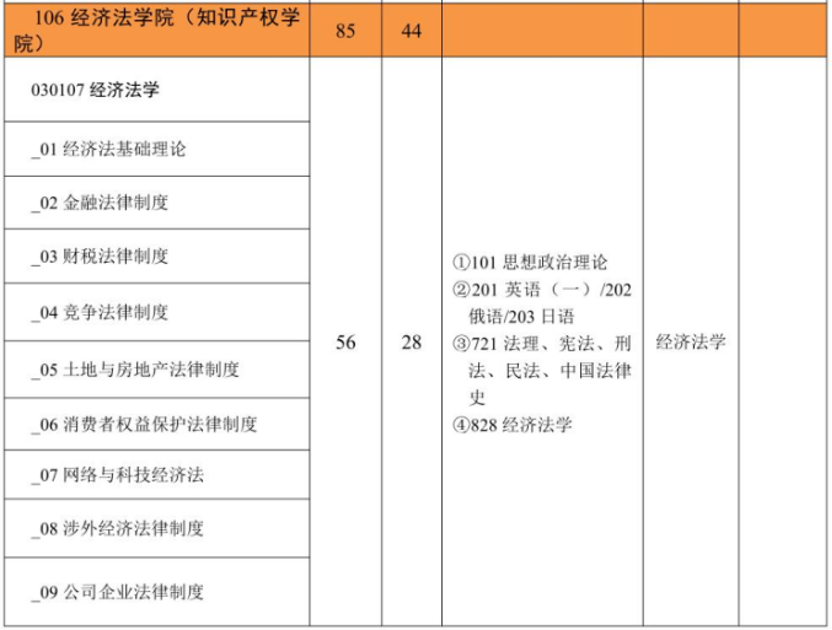 106 经济法学院（知识产权学
院）
85
44
030107 经济法学
_01 经济法基础理论
_02 金融法律制度
_03 财税法律制度
_04 竞争法律制度
_05 土地与房地产法律制度
_06 消费者权益保护法律制度
_07 网络与科技经济法
_08 涉外经济法律制度
_09 公司企业法律制度
56
28
①101 思想政治理论
②201 英语（一）/202
俄语/203 日语
③721 法理、宪法、刑
法、民法、中国法律
史
④828 经济法学
经济法学